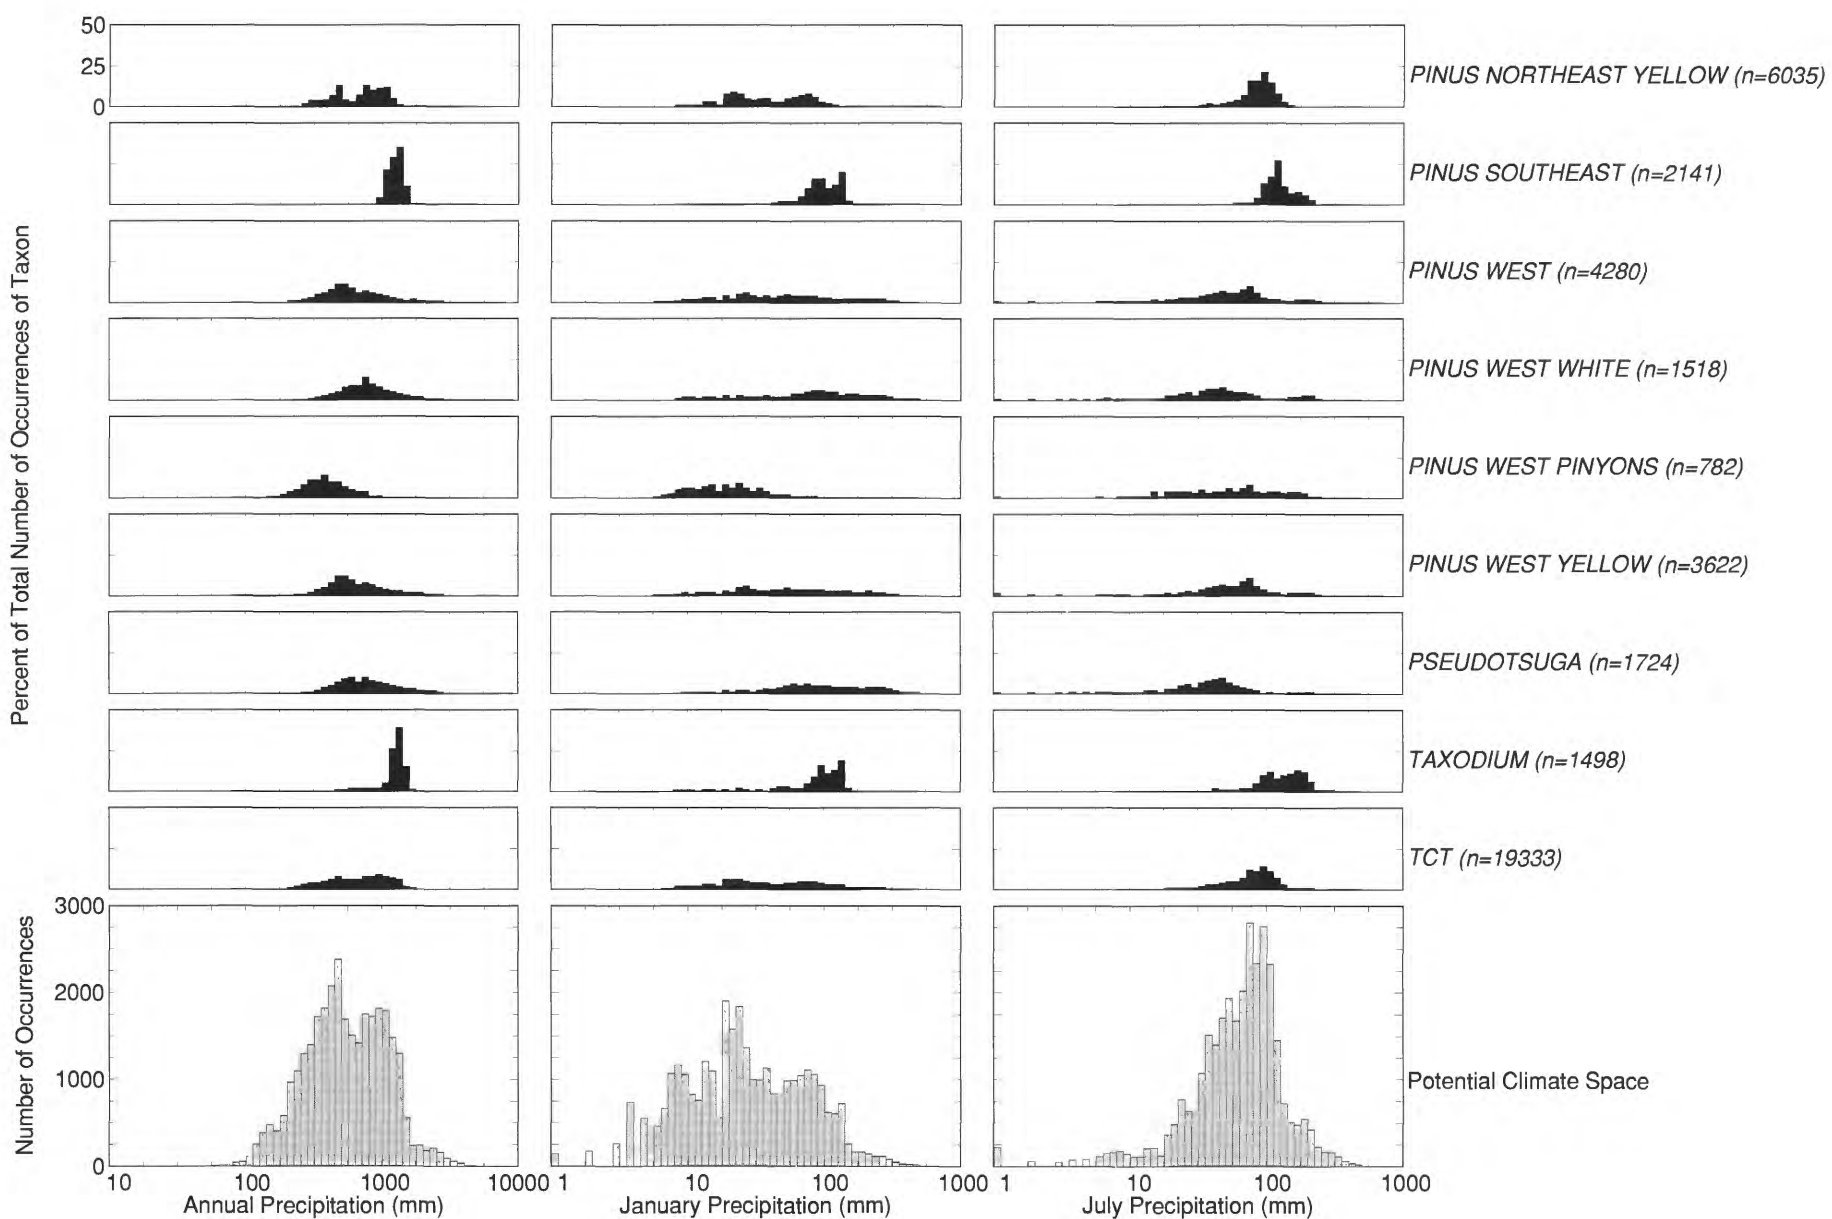 Percent of Total Number of Occurrences of Taxon
50
25
0
PINUS NORTHEAST YELLOW (n=6035)
PINUS SOUTHEAST (n=2141)
PINUS WEST (n=4280)
PINUS WEST WHITE (n=1518)
PINUS WEST PINYONS (n=782)
PINUS WEST YELLOW (n=3622)
PSEUDOTSUGA (n=1724)
TAXODIUM (n=1498)
TCT (n=19333)
Number of Occurrences
3000
2000
1000
0
Potential Climate Space
10 100 1000 10000 1 10 100 1000 1 10 100 1000
Annual Precipitation (mm) January Precipitation (mm) July Precipitation (mm)